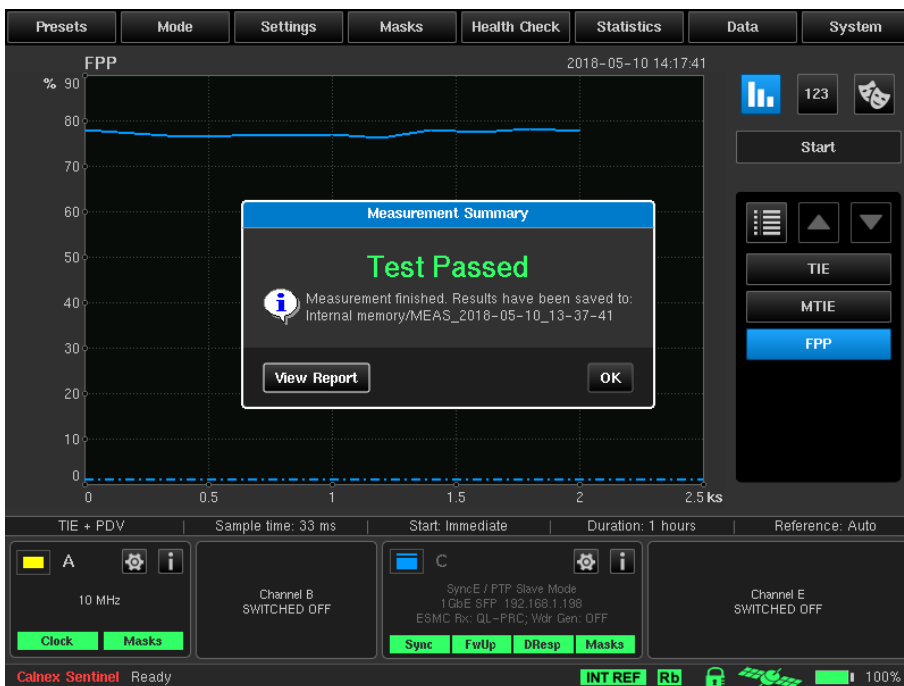 Presets Mode Settings Masks Health Check Statistics Data System
FPP 2018-05-10 14:17:41
% 90
80
70
60
50
40
30
20
10
0
0 0.5 1 1.5 2 2.5 ks
123
Start
TIE
MTIE
FPP
Measurement Summary
Test Passed
i
Measurement finished. Results have been saved to:
Internal memory/MEAS_2018-05-10_13-37-41
View Report OK
TIE + PDV | Sample time: 33 ms | Start: Immediate | Duration: 1 hours | Reference: Auto
A i
10 MHz
Clock Masks
Channel B
SWITCHED OFF
C i
SyncE / PTP Slave Mode
1GbE SFP 192.168.1.198
ESMC Rx: QL-PRC; Wdr Gen: OFF
Sync FwUp DResp Masks
Channel E
SWITCHED OFF
Calnex Sentinel Ready INT REF Rb 100%